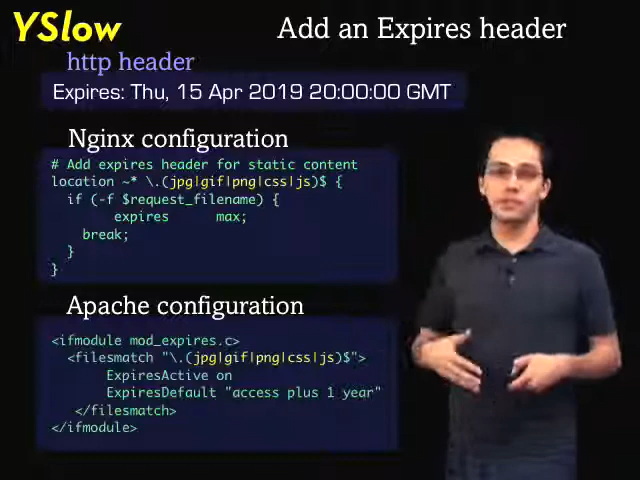 YSlow
Add an Expires header
http header
Expires: Thu, 15 Apr 2019 20:00:00 GMT
Nginx configuration
# Add expires header for static content
location ~* \.(jpg|gif|png|css|js)$ {
if (-f $request_filename) {
expires max;
break;
}
}
Apache configuration
<ifmodule mod_expires.c>
<filesmatch "\.(jpg|gif|png|css|js)$">
ExpiresActive on
ExpiresDefault "access plus 1 year"
</filesmatch>
</ifmodule>